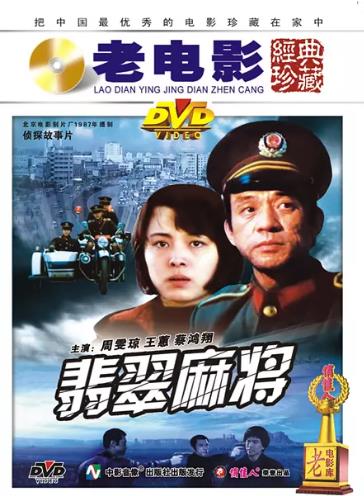 把中国最优秀的电影珍藏在家中
老电影
經典
珍藏
LAO DIAN YING JING DIAN ZHEN CANG
DVD
VIDEO
北京电影制片厂1987年摄
侦探故事片
主演：周雯琼 王蕙 蔡鸿翔
翡翠麻将
俏佳人
老
电影库
DVD
VIDEO
中影音像出版社出版发行
俏佳人